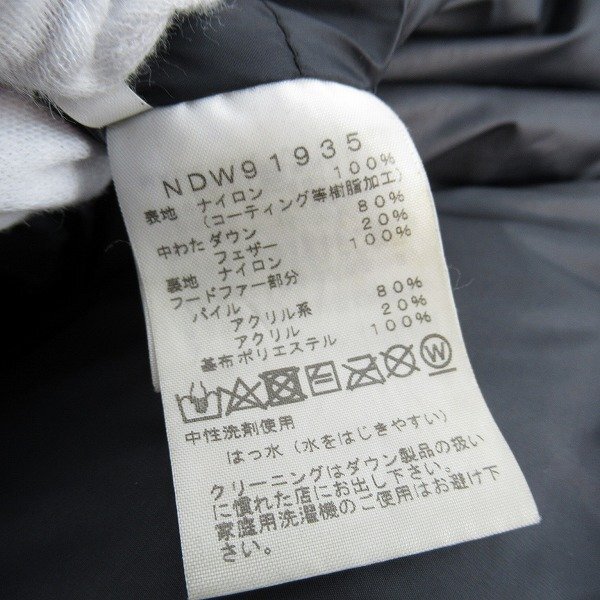 NDW91935
表地 ナイロン 100%
(コーティング等樹脂加工)
中わた ダウン 80%
フェザー 20%
裏地 ナイロン 100%
フードファー部分
パイル
アクリル系 80%
アクリル 20%
基布 ポリエステル 100%
W
中性洗剤使用
はっ水 (水をはじきやすい)
クリーニングはダウン製品の扱い
に慣れた店にお出し下さい。
家庭用洗濯機のご使用はお避け下
さい。